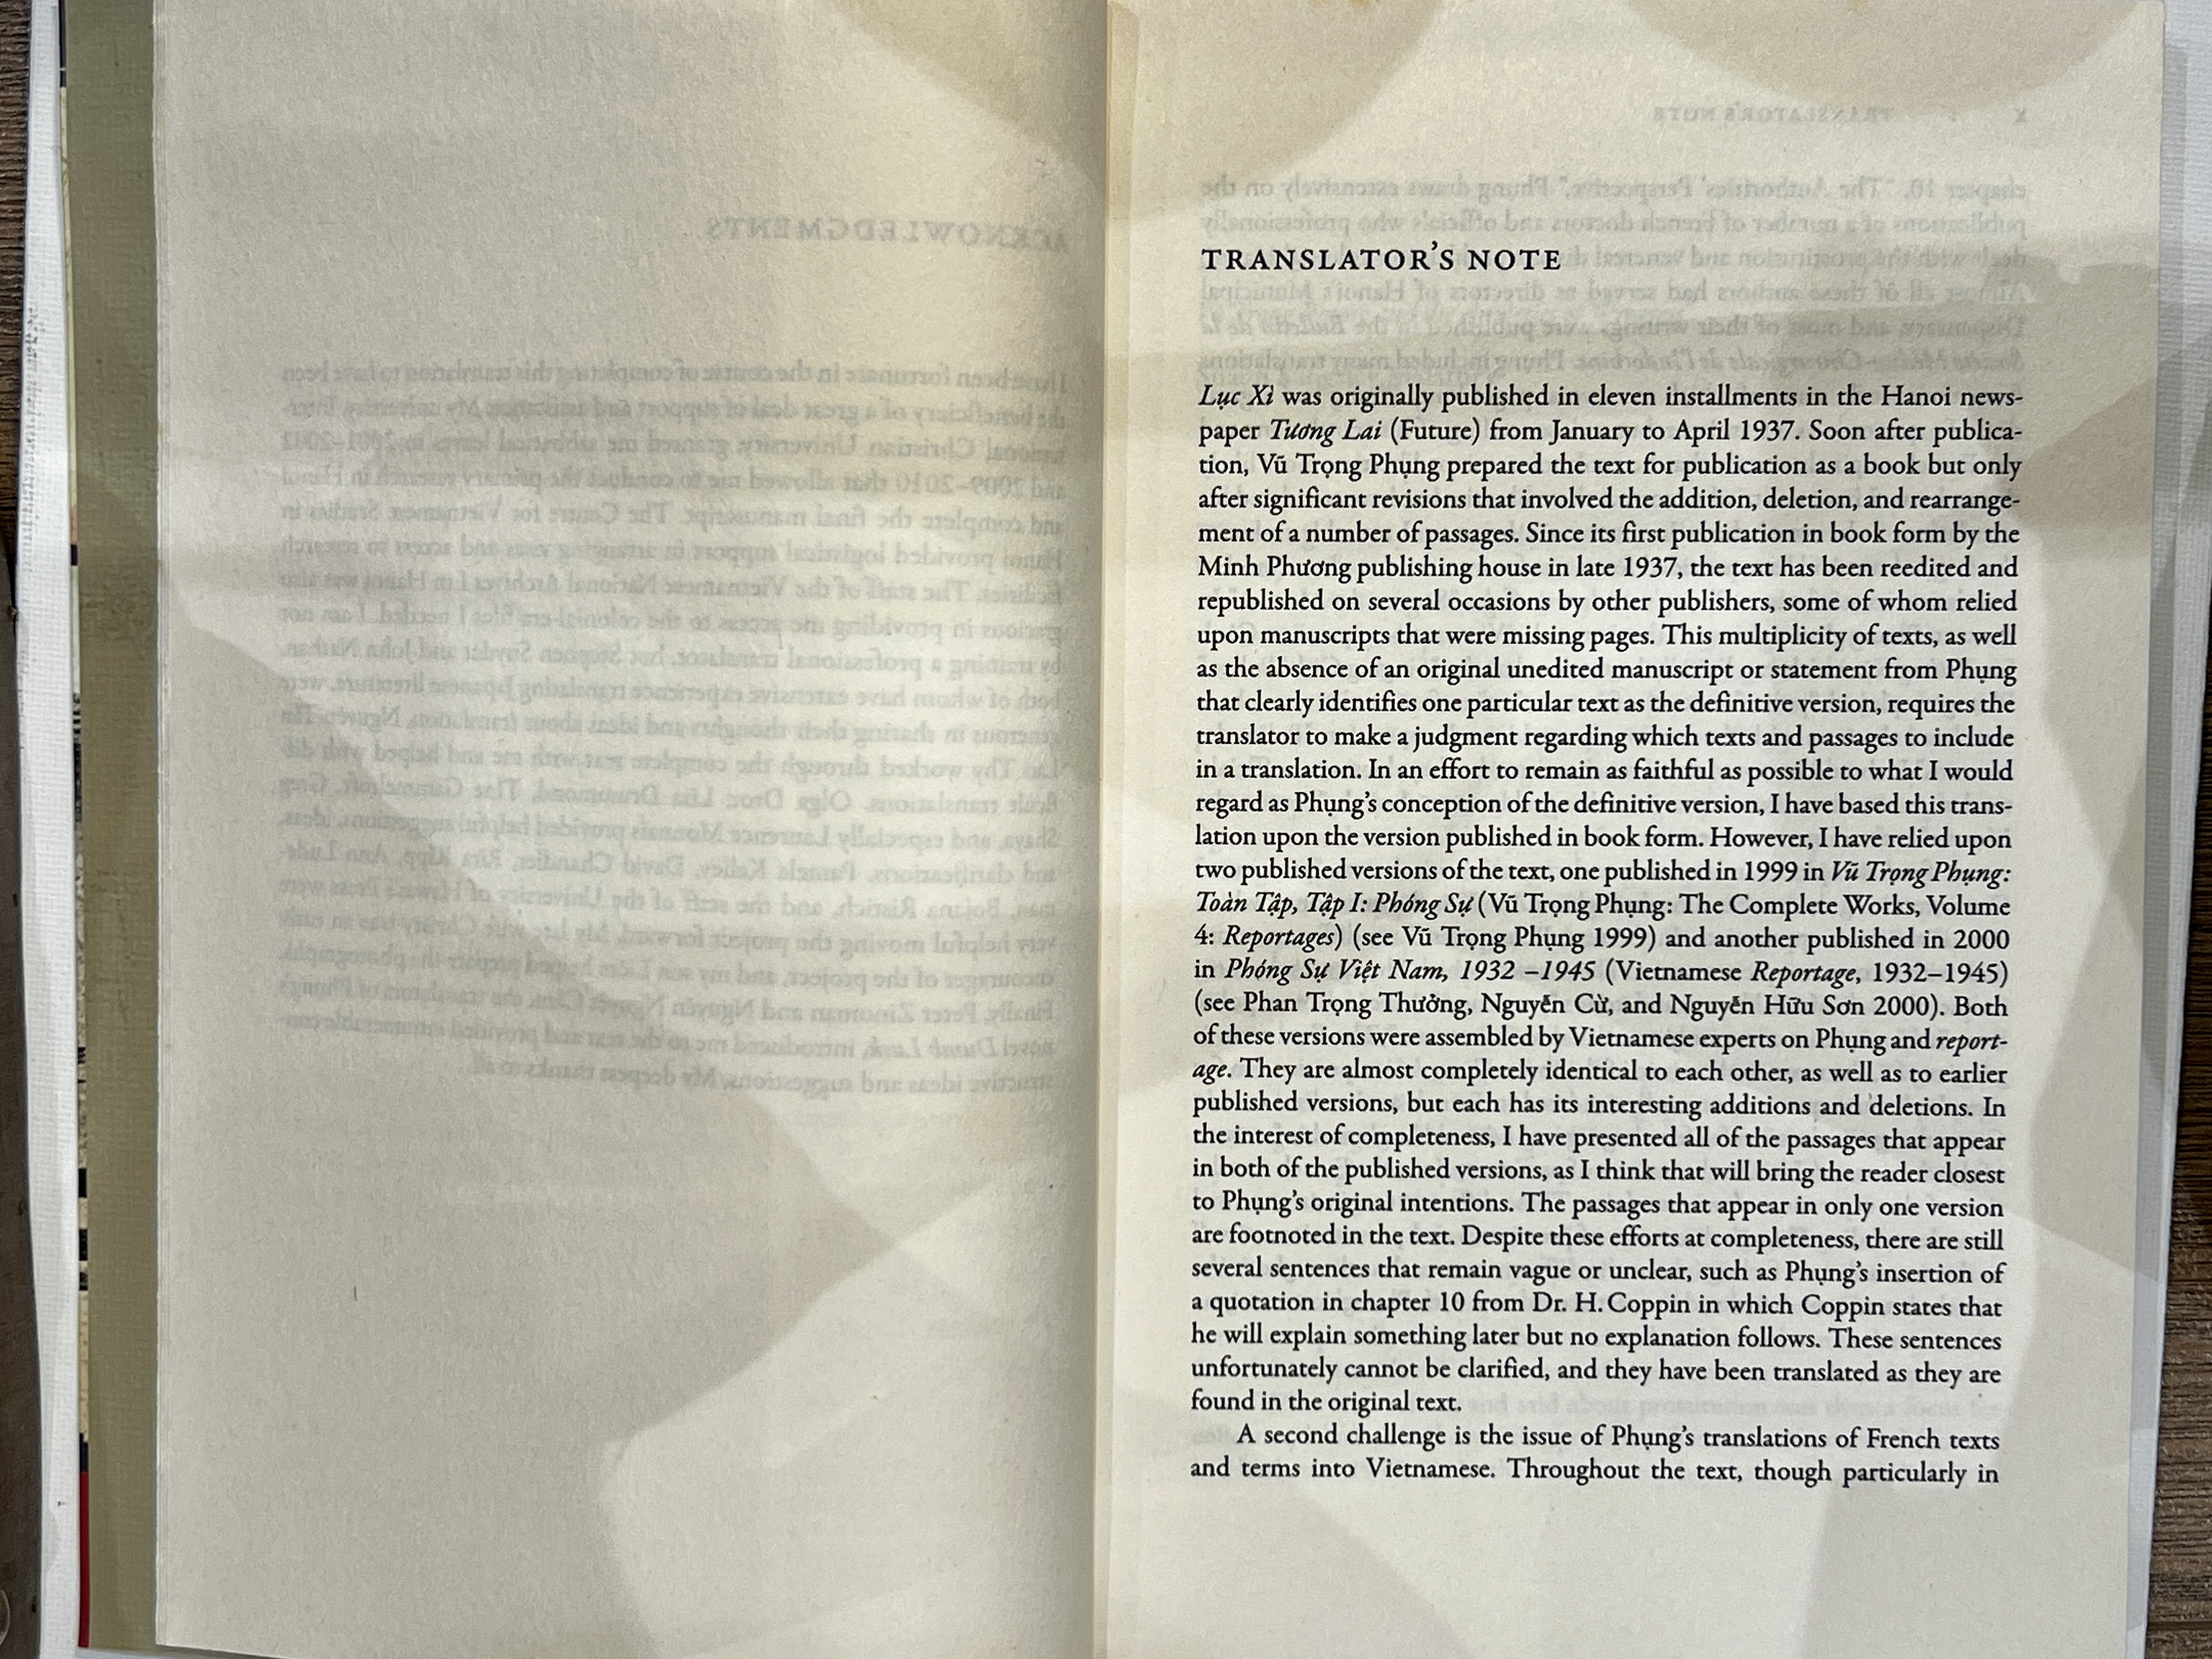 TRANSLATOR'S NOTE
Lục Xì was originally published in eleven installments in the Hanoi news-
paper Tương Lai (Future) from January to April 1937. Soon after publica-
tion, Vũ Trọng Phụng prepared the text for publication as a book but only
after significant revisions that involved the addition, deletion, and rearrange-
ment of a number of passages. Since its first publication in book form by the
Minh Phương publishing house in late 1937, the text has been reedited and
republished on several occasions by other publishers, some of whom relied
upon manuscripts that were missing pages. This multiplicity of texts, as well
as the absence of an original unedited manuscript or statement from Phụng
that clearly identifies one particular text as the definitive version, requires the
translator to make a judgment regarding which texts and passages to include
in a translation. In an effort to remain as faithful as possible to what I would
regard as Phụng's conception of the definitive version, I have based this trans-
lation upon the version published in book form. However, I have relied upon
two published versions of the text, one published in 1999 in Vũ Trọng Phụng:
Toàn Tập, Tập I: Phóng Sự (Vũ Trọng Phụng: The Complete Works, Volume
4: Reportages) (see Vũ Trọng Phụng 1999) and another published in 2000
in Phóng Sự Việt Nam, 1932 –1945 (Vietnamese Reportage, 1932–1945)
(see Phan Trọng Thưởng, Nguyễn Cừ, and Nguyễn Hữu Sơn 2000). Both
of these versions were assembled by Vietnamese experts on Phụng and report-
age. They are almost completely identical to each other, as well as to earlier
published versions, but each has its interesting additions and deletions. In
the interest of completeness, I have presented all of the passages that appear
in both of the published versions, as I think that will bring the reader closest
to Phụng's original intentions. The passages that appear in only one version
are footnoted in the text. Despite these efforts at completeness, there are still
several sentences that remain vague or unclear, such as Phụng's insertion of
a quotation in chapter 10 from Dr. H. Coppin in which Coppin states that
he will explain something later but no explanation follows. These sentences
unfortunately cannot be clarified, and they have been translated as they are
found in the original text.
A second challenge is the issue of Phụng's translations of French texts
and terms into Vietnamese. Throughout the text, though particularly in